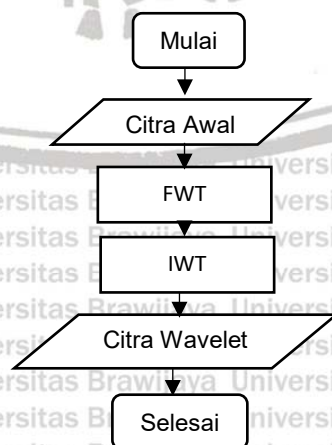 Mulai
Citra Awal
FWT
IWT
Citra Wavelet
Selesai